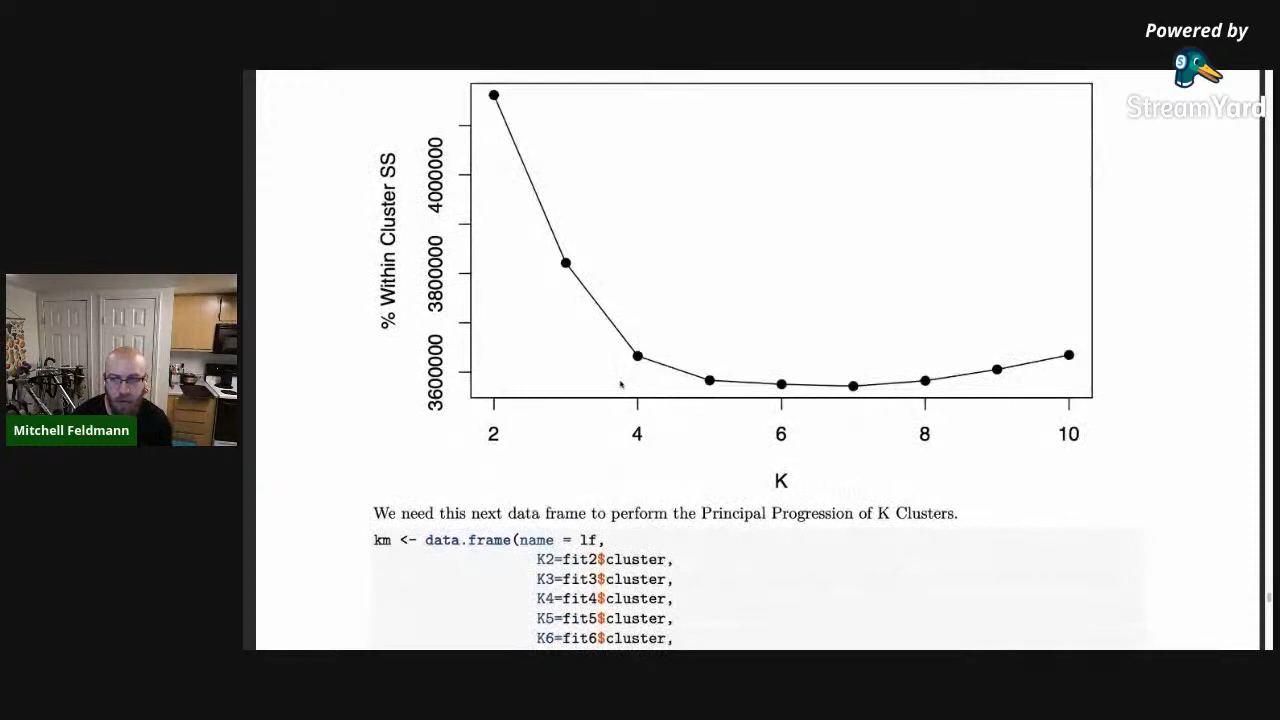 Powered by
StreamYard
% Within Cluster SS
4000000
3800000
3600000
2
4
6
8
10
K
Mitchell Feldmann
We need this next data frame to perform the Principal Progression of K Clusters.
km <- data.frame(name = lf,
K2=fit2$cluster,
K3=fit3$cluster,
K4=fit4$cluster,
K5=fit5$cluster,
K6=fit6$cluster,